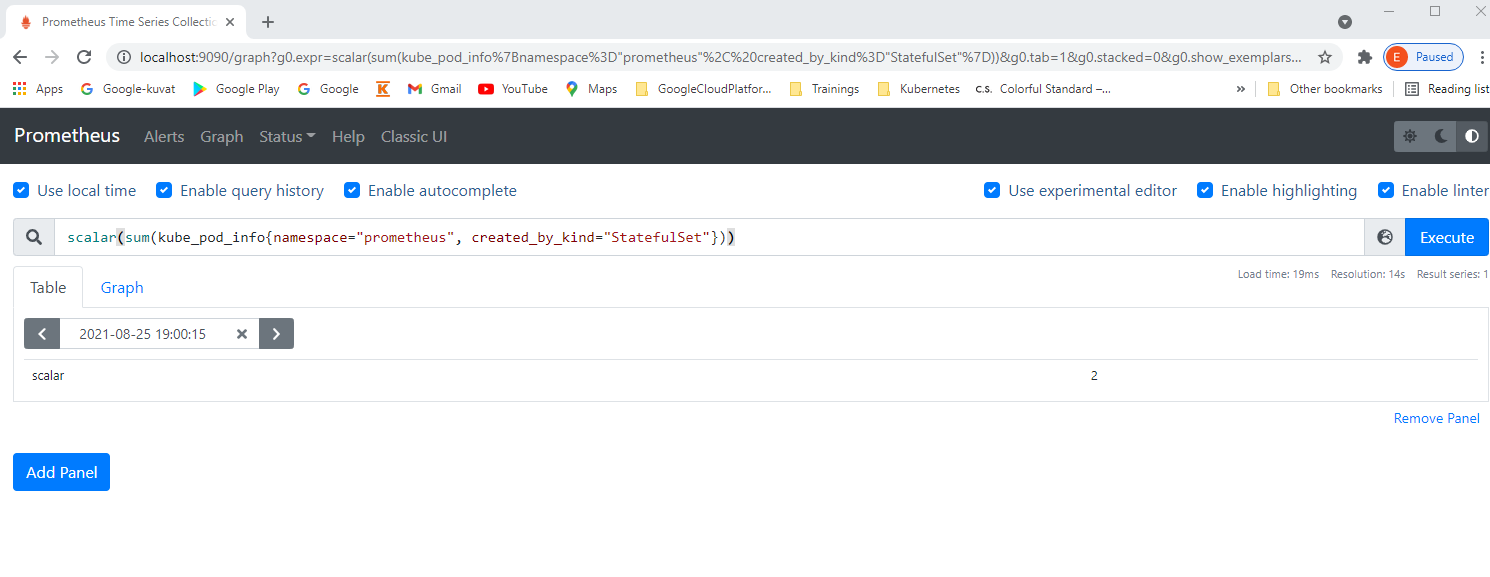 Prometheus Time Series Collectio
localhost:9090/graph?g0.expr=scalar(sum(kube_pod_info%7Bnamespace%3D"prometheus"%2C%20created_by_kind%3D"StatefulSet"%7D))&g0.tab=1&g0.stacked=0&g0.show_exemplars... E Paused
Apps Google-kuvat Google Play Google Gmail YouTube Maps GoogleCloudPlatfor... Trainings Kubernetes C.S. Colorful Standard –... » Other bookmarks Reading list
Prometheus Alerts Graph Status Help Classic UI
Use local time Enable query history Enable autocomplete Use experimental editor Enable highlighting Enable linter
scalar(sum(kube_pod_info{namespace="prometheus", created_by_kind="StatefulSet"})) Execute
Load time: 19ms Resolution: 14s Result series: 1
Table Graph
2021-08-25 19:00:15
scalar 2
Remove Panel
Add Panel